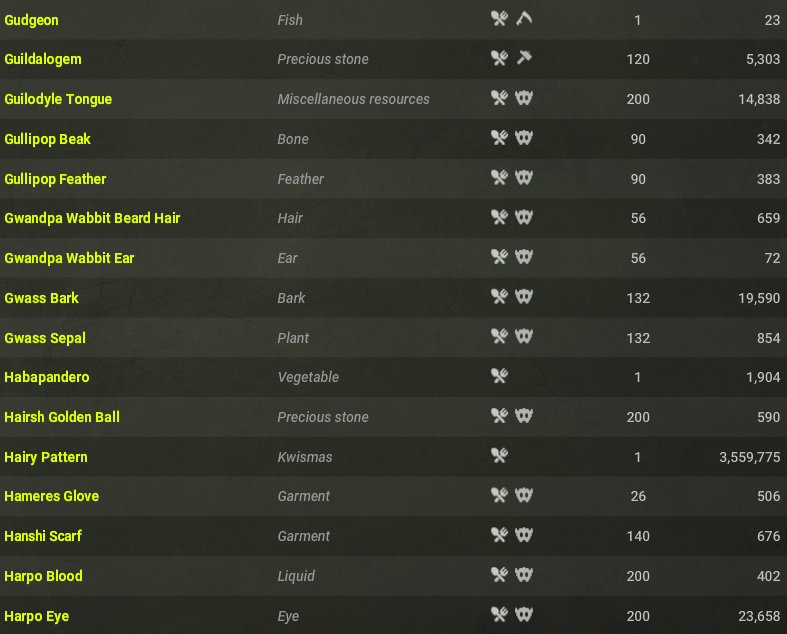 Gudgeon Fish 1 23
Guildalogem Precious stone 120 5,303
Guilodyle Tongue Miscellaneous resources 200 14,838
Gullipop Beak Bone 90 342
Gullipop Feather Feather 90 383
Gwandpa Wabbit Beard Hair Hair 56 659
Gwandpa Wabbit Ear Ear 56 72
Gwass Bark Bark 132 19,590
Gwass Sepal Plant 132 854
Habapandero Vegetable 1 1,904
Hairsh Golden Ball Precious stone 200 590
Hairy Pattern Kwismas 1 3,559,775
Hameres Glove Garment 26 506
Hanshi Scarf Garment 140 676
Harpo Blood Liquid 200 402
Harpo Eye Eye 200 23,658